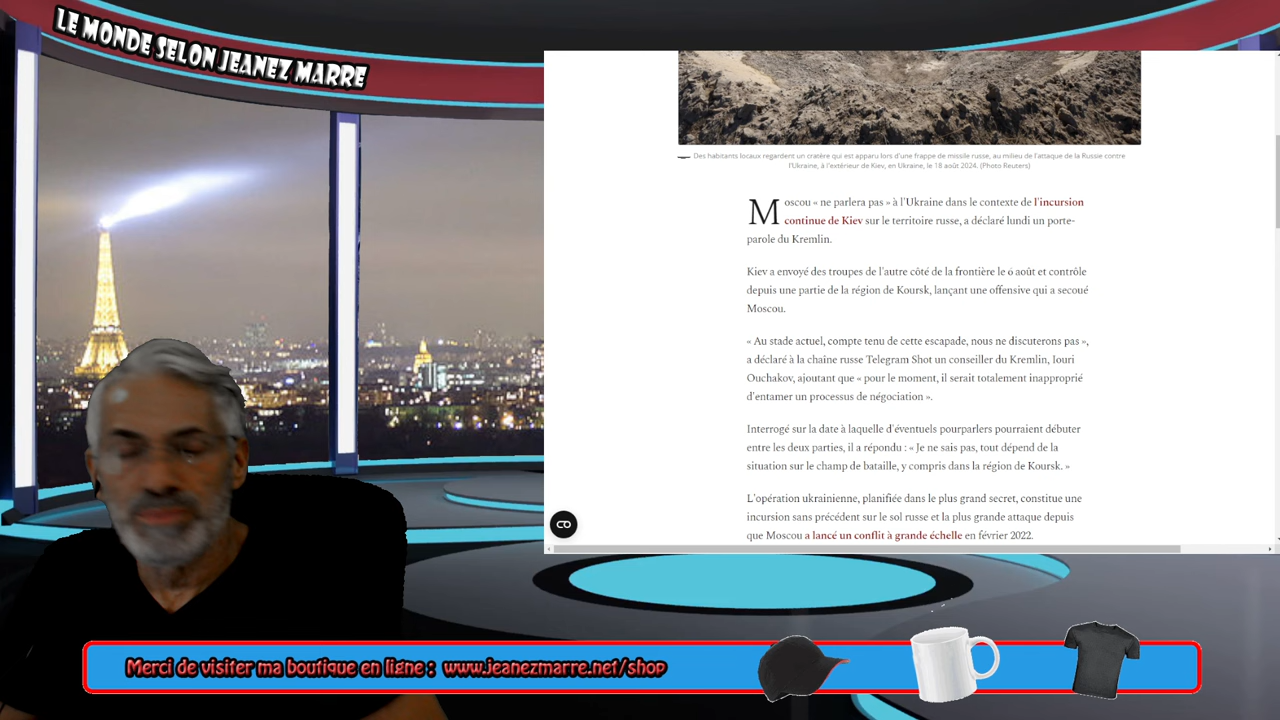 LE MONDE SELON JEANEZ MARRE
Des habitants locaux regardent un cratère qui est apparu lors d'une frappe de missile russe, au milieu de l'attaque de la Russie contre
l'Ukraine, à l'extérieur de Kiev, en Ukraine, le 18 août 2024. (Photo Reuters)
Moscou « ne parlera pas » à l'Ukraine dans le contexte de l'incursion
continue de Kiev sur le territoire russe, a déclaré lundi un porte-
parole du Kremlin.
Kiev a envoyé des troupes de l'autre côté de la frontière le 6 août et contrôle
depuis une partie de la région de Koursk, lançant une offensive qui a secoué
Moscou.
« Au stade actuel, compte tenu de cette escapade, nous ne discuterons pas »,
a déclaré à la chaîne russe Telegram Shot un conseiller du Kremlin, Iouri
Ouchakov, ajoutant que « pour le moment, il serait totalement inapproprié
d'entamer un processus de négociation ».
Interrogé sur la date à laquelle d'éventuels pourparlers pourraient débuter
entre les deux parties, il a répondu : « Je ne sais pas, tout dépend de la
situation sur le champ de bataille, y compris dans la région de Koursk. »
L'opération ukrainienne, planifiée dans le plus grand secret, constitue une
incursion sans précédent sur le sol russe et la plus grande attaque depuis
que Moscou a lancé un conflit à grande échelle en février 2022.
Merci de visiter ma boutique en ligne : www.jeanezmarre.net/shop